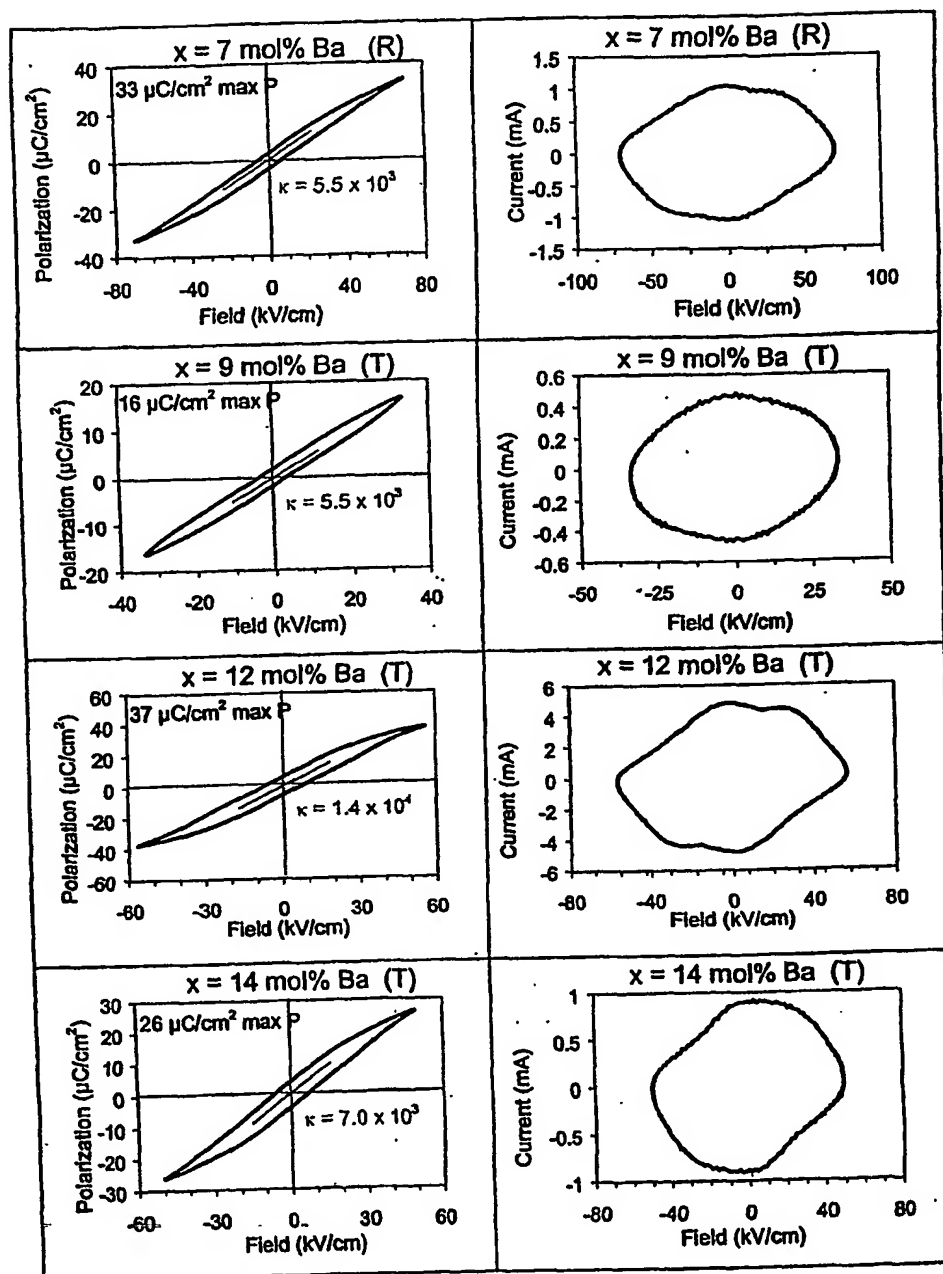 x = 7 mol% Ba (R)
33 µC/cm² max P
κ = 5.5 x 10³
Polarization (µC/cm²)
40
20
0
-20
-40
-80
-40
0
40
80
Field (kV/cm)
x = 7 mol% Ba (R)
Current (mA)
1.5
1
0.5
0
-0.5
-1
-1.5
-100
-50
0
50
100
Field (kV/cm)
x = 9 mol% Ba (T)
16 µC/cm² max P
κ = 5.5 x 10³
Polarization (µC/cm²)
20
10
0
-10
-20
-40
-20
0
20
40
Field (kV/cm)
x = 9 mol% Ba (T)
Current (mA)
0.6
0.4
0.2
0
-0.2
-0.4
-0.6
-50
-25
0
25
50
Field (kV/cm)
x = 12 mol% Ba (T)
37 µC/cm² max P
κ = 1.4 x 10⁴
Polarization (µC/cm²)
60
40
20
0
-20
-40
-60
-60
-30
0
30
60
Field (kV/cm)
x = 12 mol% Ba (T)
Current (mA)
6
4
2
0
-2
-4
-6
-80
-40
0
40
80
Field (kV/cm)
x = 14 mol% Ba (T)
26 µC/cm² max P
κ = 7.0 x 10³
Polarization (µC/cm²)
30
20
10
0
-10
-20
-30
-60
-30
0
30
60
Field (kV/cm)
x = 14 mol% Ba (T)
Current (mA)
1
0.5
0
-0.5
-1
-80
-40
0
40
80
Field (kV/cm)